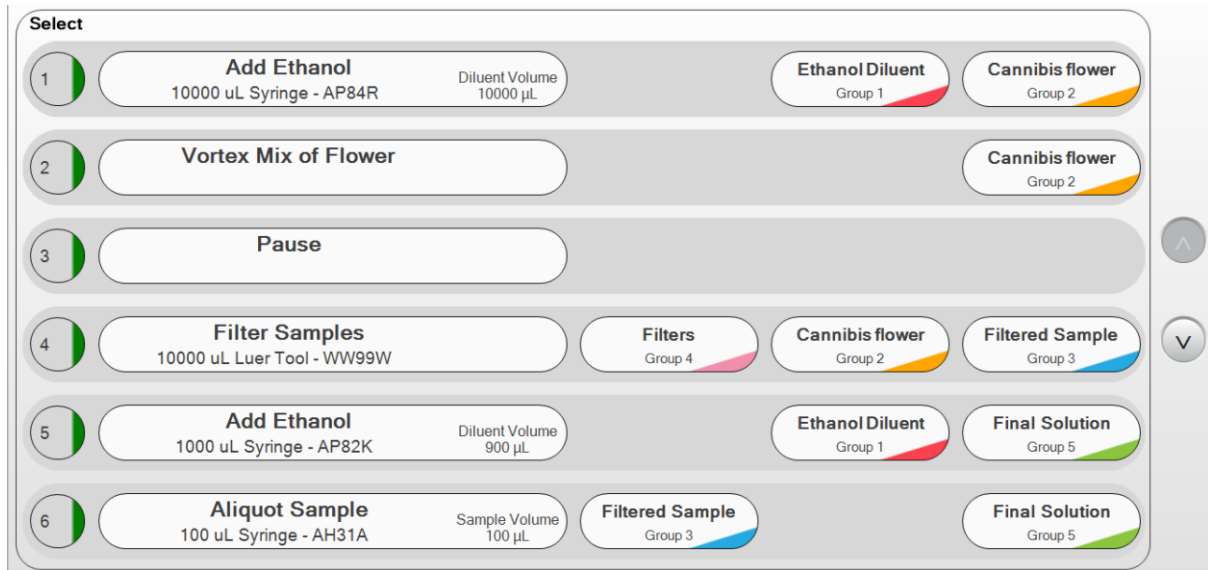 Select
1
Add Ethanol
10000 uL Syringe - AP84R
Diluent Volume
10000 µL
Ethanol Diluent
Group 1
Cannibis flower
Group 2
2
Vortex Mix of Flower
Cannibis flower
Group 2
3
Pause
4
Filter Samples
10000 uL Luer Tool - WW99W
Filters
Group 4
Cannibis flower
Group 2
Filtered Sample
Group 3
5
Add Ethanol
1000 uL Syringe - AP82K
Diluent Volume
900 µL
Ethanol Diluent
Group 1
Final Solution
Group 5
6
Aliquot Sample
100 uL Syringe - AH31A
Sample Volume
100 µL
Filtered Sample
Group 3
Final Solution
Group 5